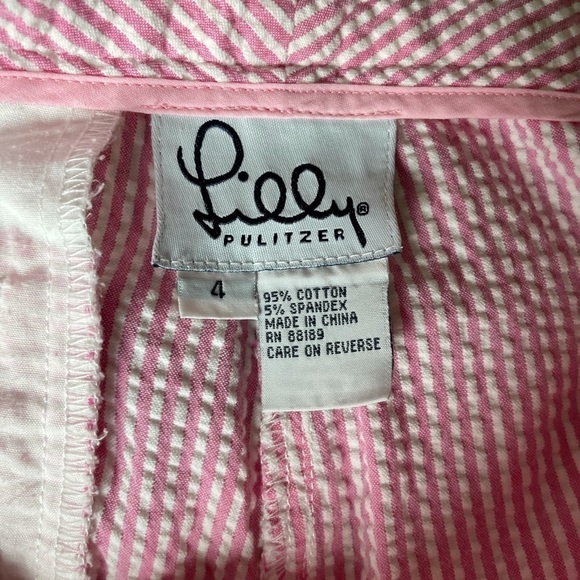 Lilly®
PULITZER
4
95% COTTON
5% SPANDEX
MADE IN CHINA
RN 88189
CARE ON REVERSE